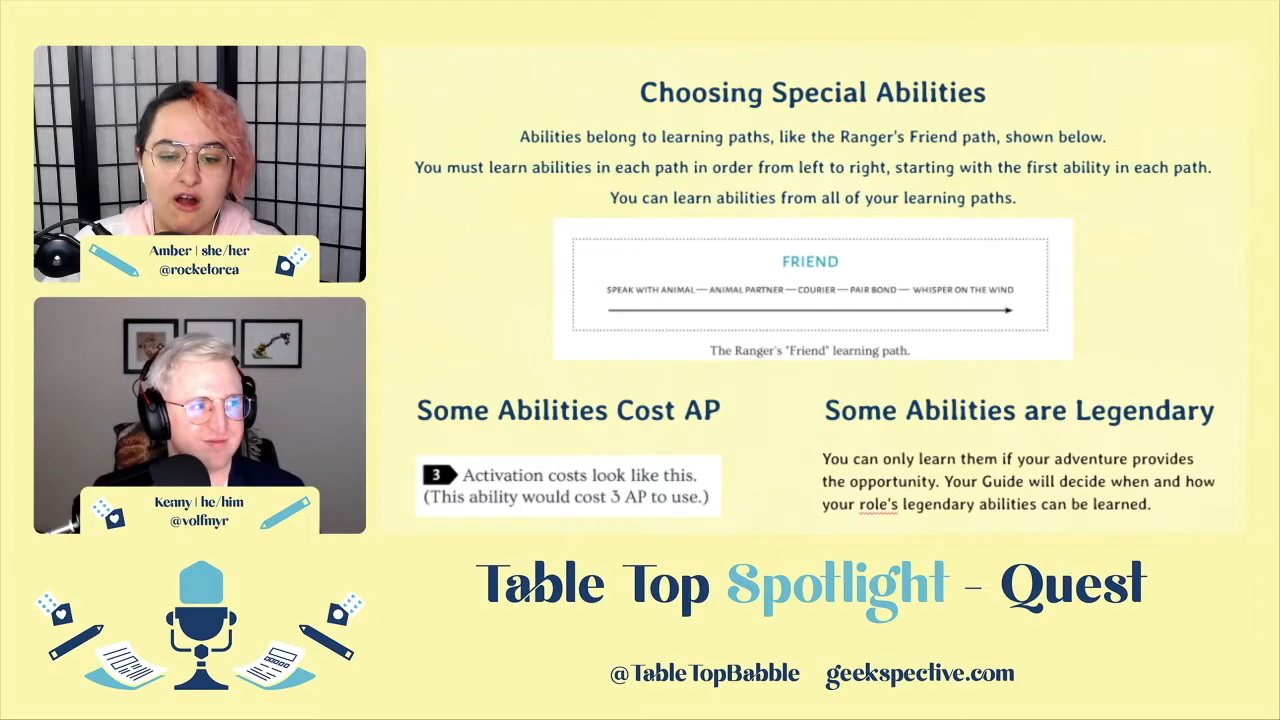 Choosing Special Abilities
Abilities belong to learning paths, like the Ranger's Friend path, shown below.
You must learn abilities in each path in order from left to right, starting with the first ability in each path.
You can learn abilities from all of your learning paths.
FRIEND
SPEAK WITH ANIMAL — ANIMAL PARTNER — COURIER — PAIR BOND — WHISPER ON THE WIND
The Ranger's "Friend" learning path.
Some Abilities Cost AP
3 Activation costs look like this.
(This ability would cost 3 AP to use.)
Some Abilities are Legendary
You can only learn them if your adventure provides
the opportunity. Your Guide will decide when and how
your role's legendary abilities can be learned.
Amber | she/her
@rocketorca
Kenny | he/him
@volfmyr
Table Top Spotlight - Quest
@TableTopBabble geekspective.com